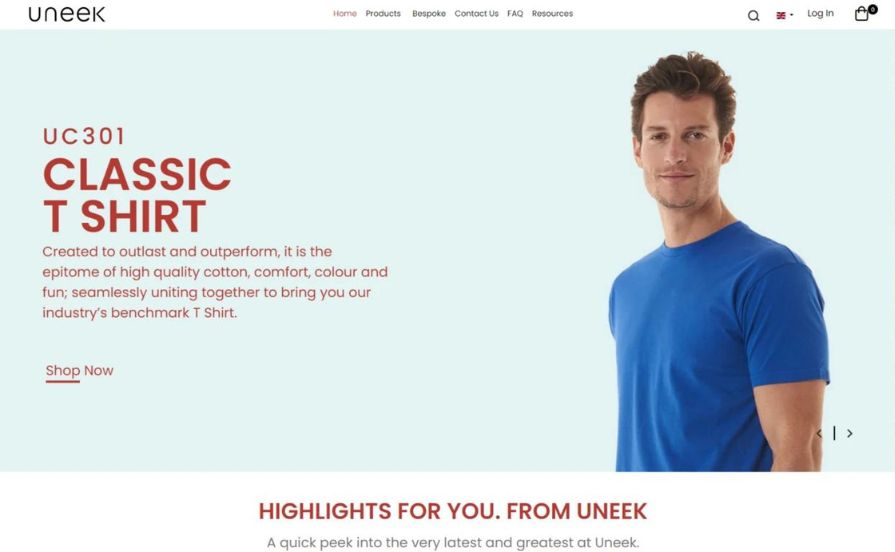 uneek
Home Products Bespoke Contact Us FAQ Resources
Log In
0
UC301
CLASSIC
T SHIRT
Created to outlast and outperform, it is the
epitome of high quality cotton, comfort, colour and
fun; seamlessly uniting together to bring you our
industry’s benchmark T Shirt.
Shop Now
HIGHLIGHTS FOR YOU. FROM UNEEK
A quick peek into the very latest and greatest at Uneek.